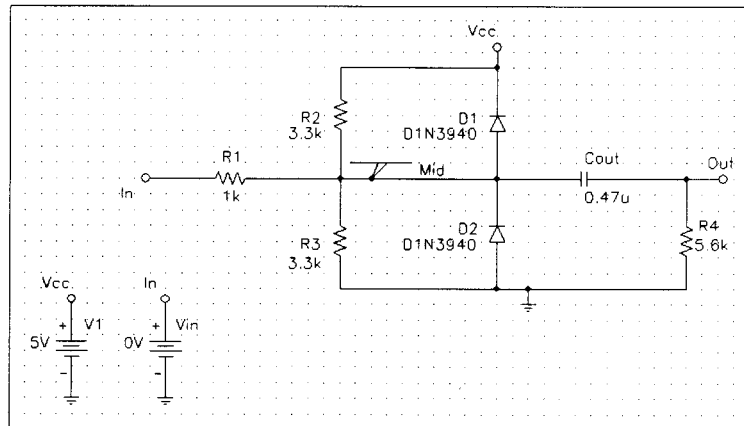 Vcc
R2
3.3k
D1
D1N3940
R1
1k
In
Mid
Cout
0.47u
Out
R3
3.3k
D2
D1N3940
R4
5.6k
Vcc
In
+
V1
5V
-
+
Vin
0V
-